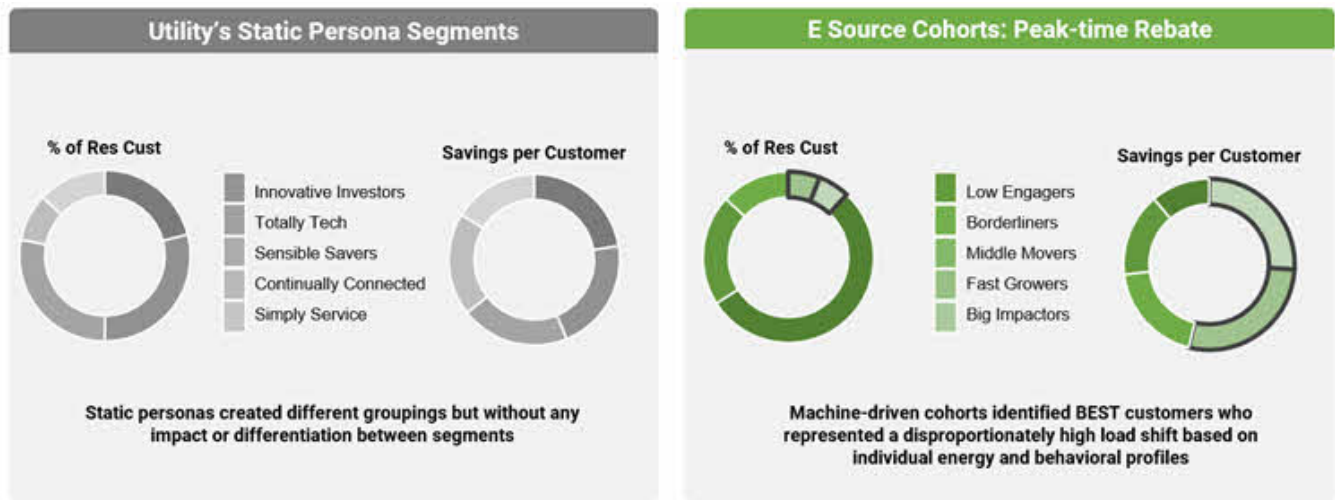 Utility's Static Persona Segments
% of Res Cust
Savings per Customer
Innovative Investors
Totally Tech
Sensible Savers
Continually Connected
Simply Service
Static personas created different groupings but without any
impact or differentiation between segments
E Source Cohorts: Peak-time Rebate
% of Res Cust
Savings per Customer
Low Engagers
Borderliners
Middle Movers
Fast Growers
Big Impactors
Machine-driven cohorts identified BEST customers who
represented a disproportionately high load shift based on
individual energy and behavioral profiles